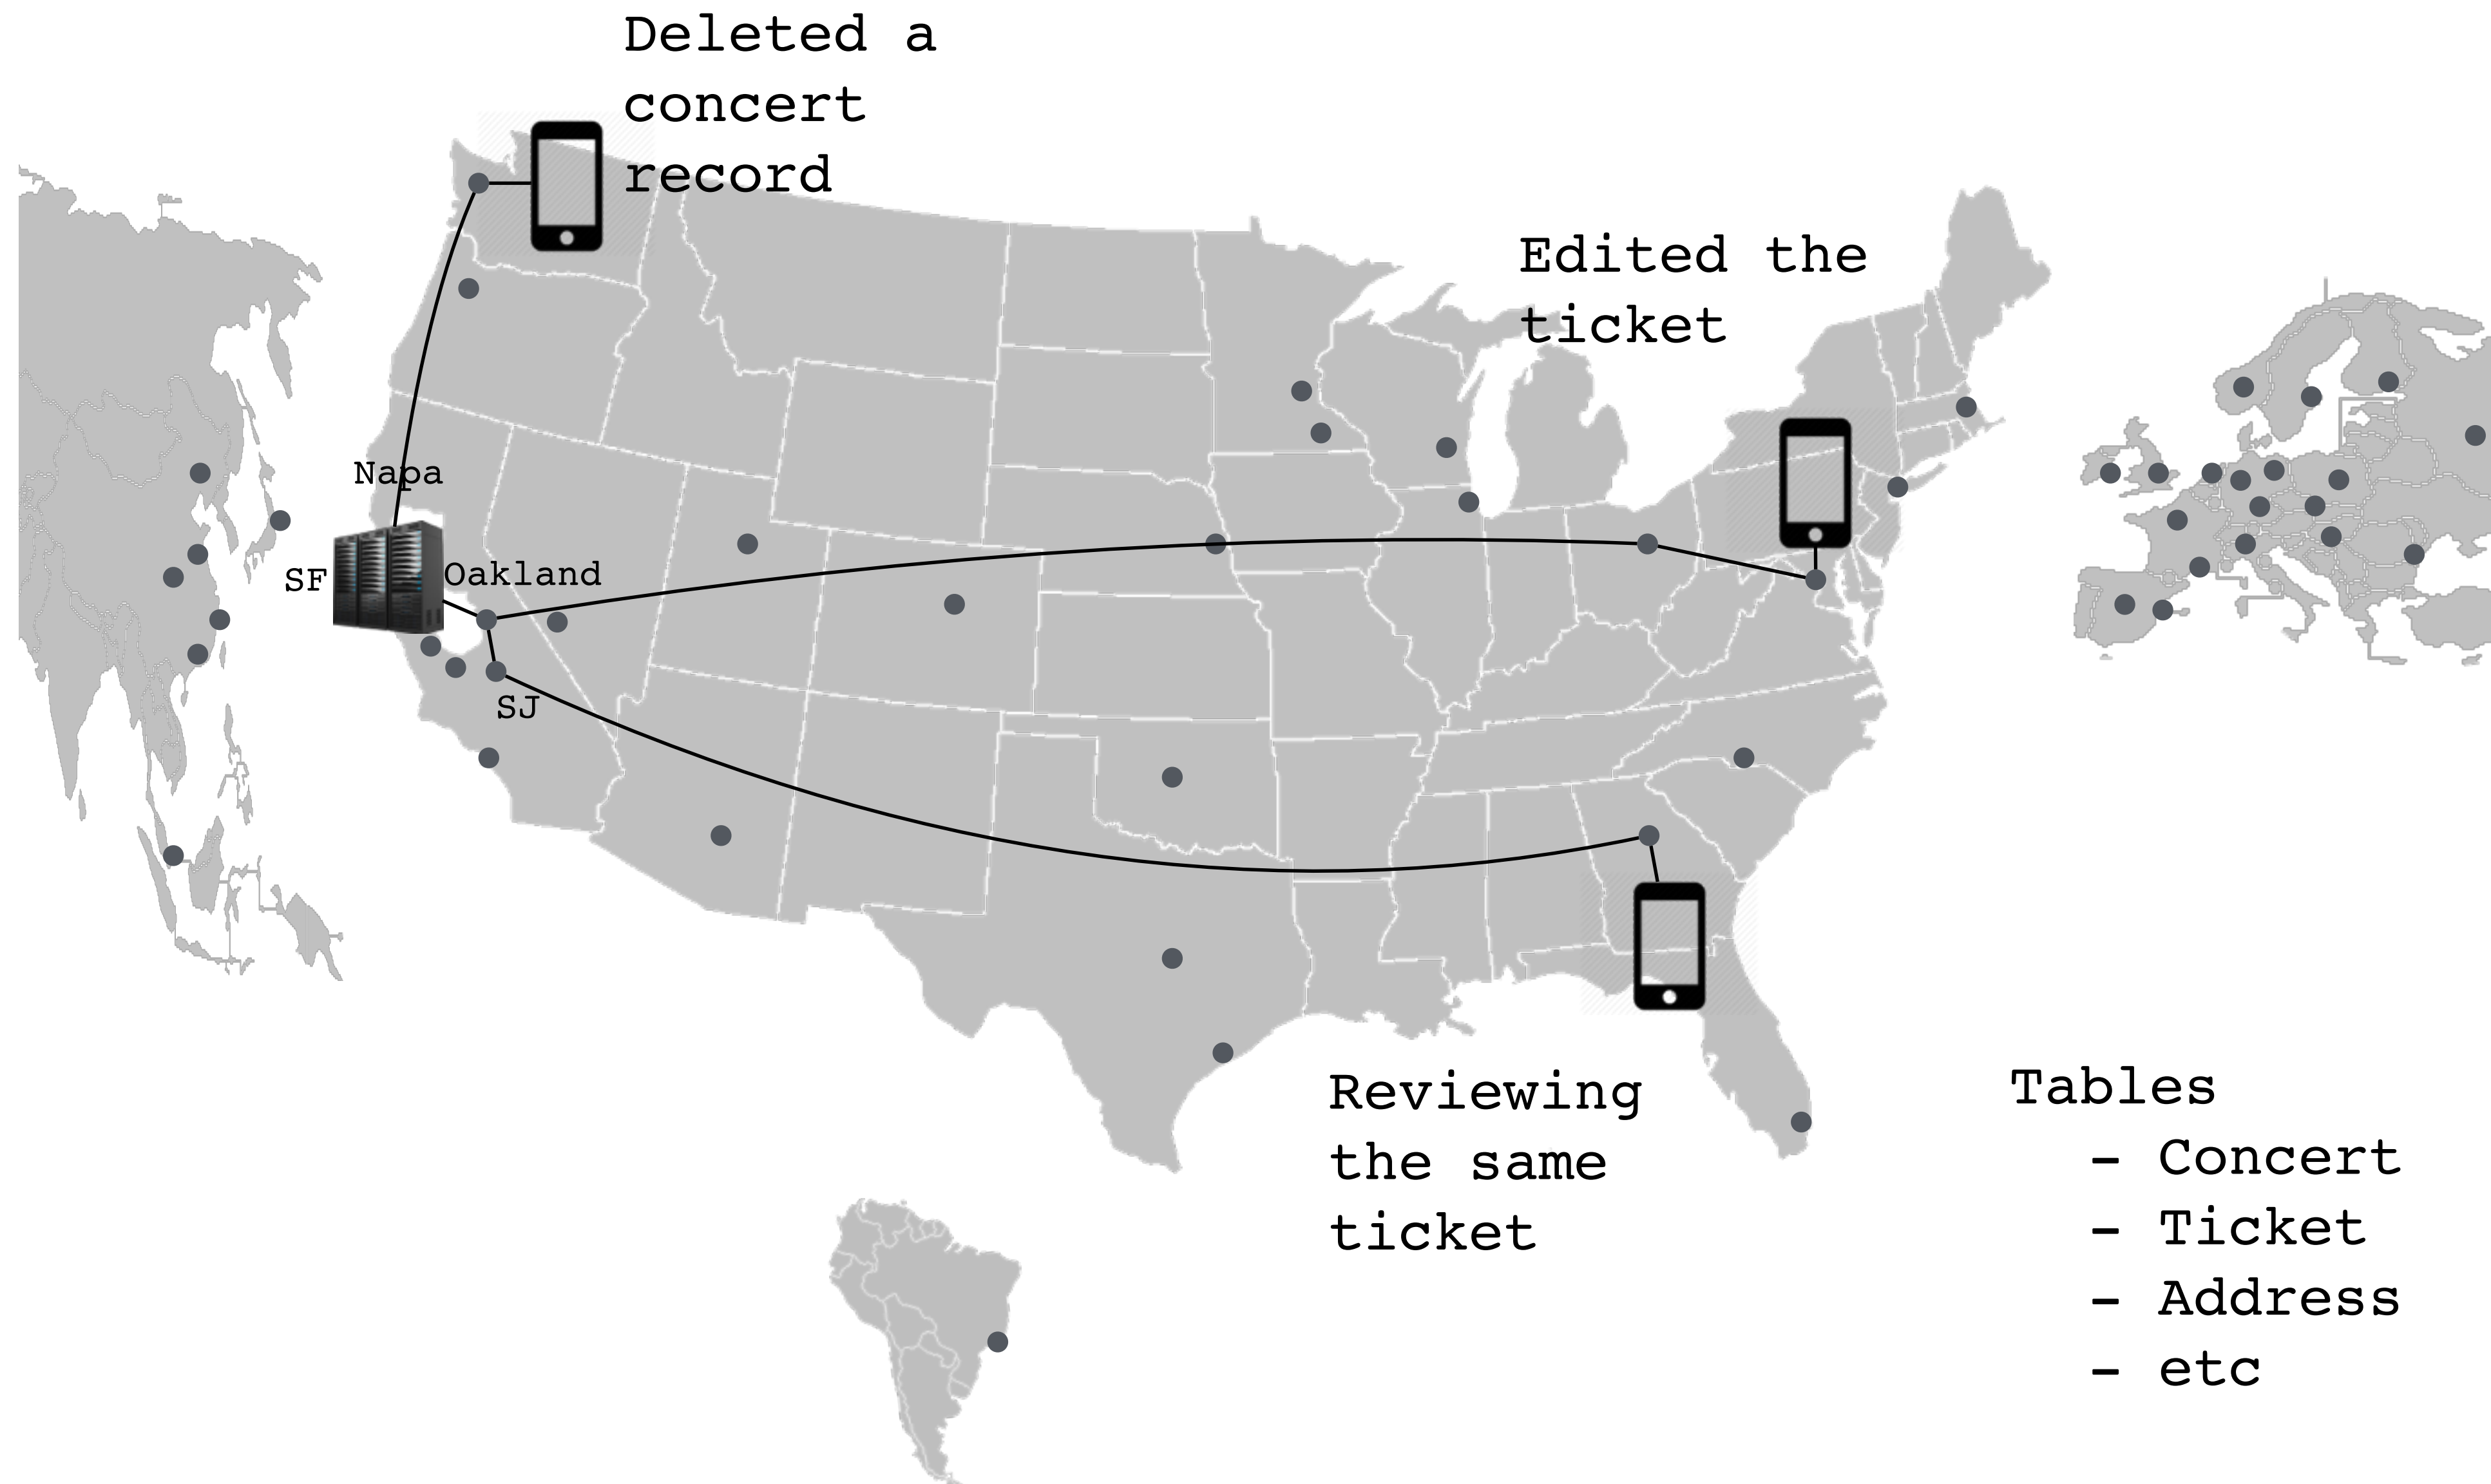 Deleted a
concert
record
Edited the
ticket
Napa
SF
Oakland
SJ
Reviewing
the same
ticket
Tables
- Concert
- Ticket
- Address
- etc